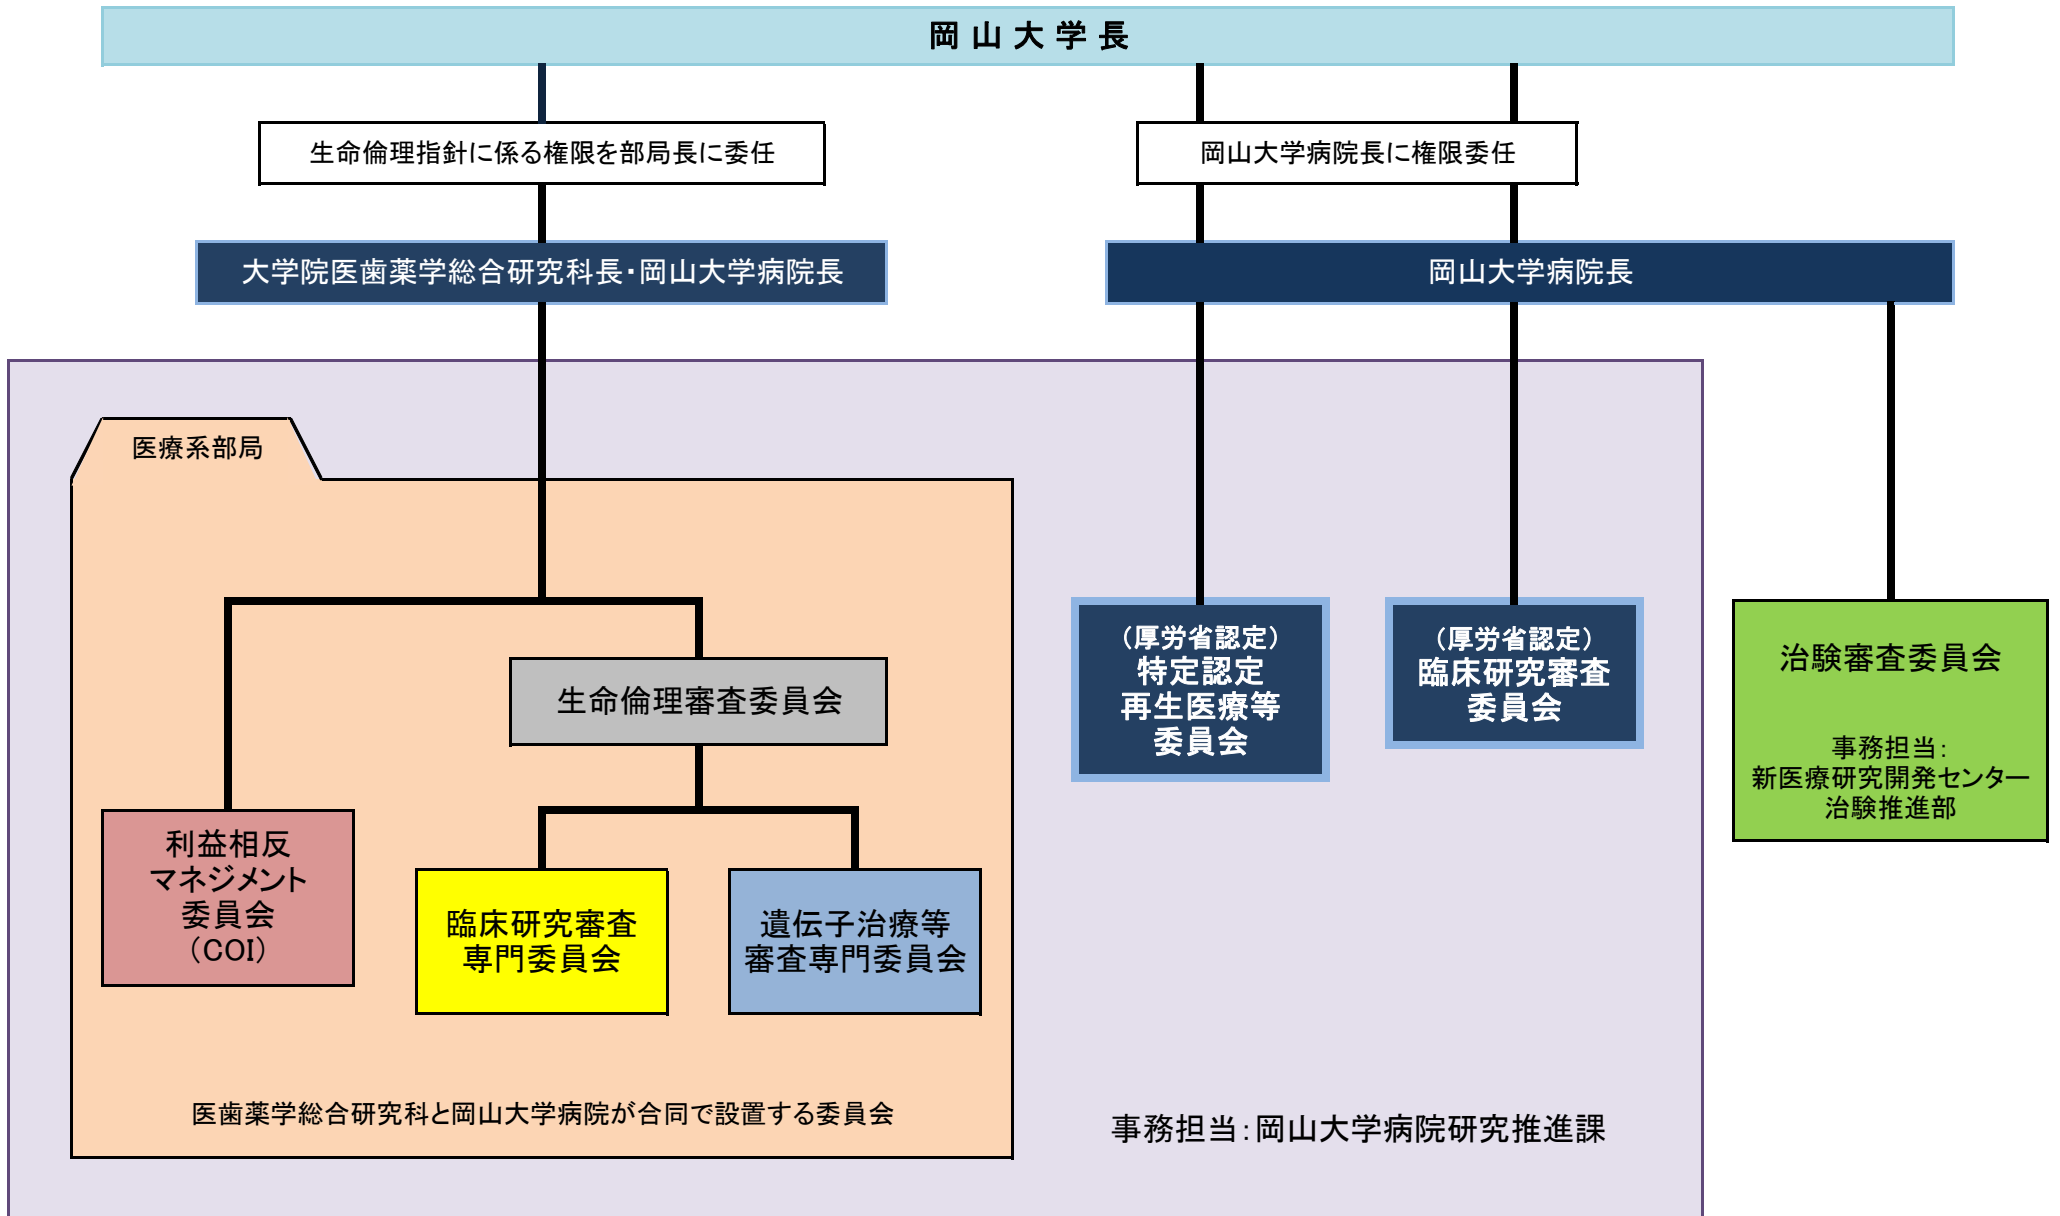 岡山大学長
生命倫理指針に係る権限を部局長に委任
岡山大学病院長に権限委任
大学院医歯薬学総合研究科長・岡山大学病院長
岡山大学病院長
医療系部局
生命倫理審査委員会
利益相反
マネジメント
委員会
（COI）
臨床研究審査
専門委員会
遺伝子治療等
審査専門委員会
医歯薬学総合研究科と岡山大学病院が合同で設置する委員会
（厚労省認定）
特定認定
再生医療等
委員会
（厚労省認定）
臨床研究審査
委員会
事務担当：岡山大学病院研究推進課
治験審査委員会
事務担当：
新医療研究開発センター
治験推進部